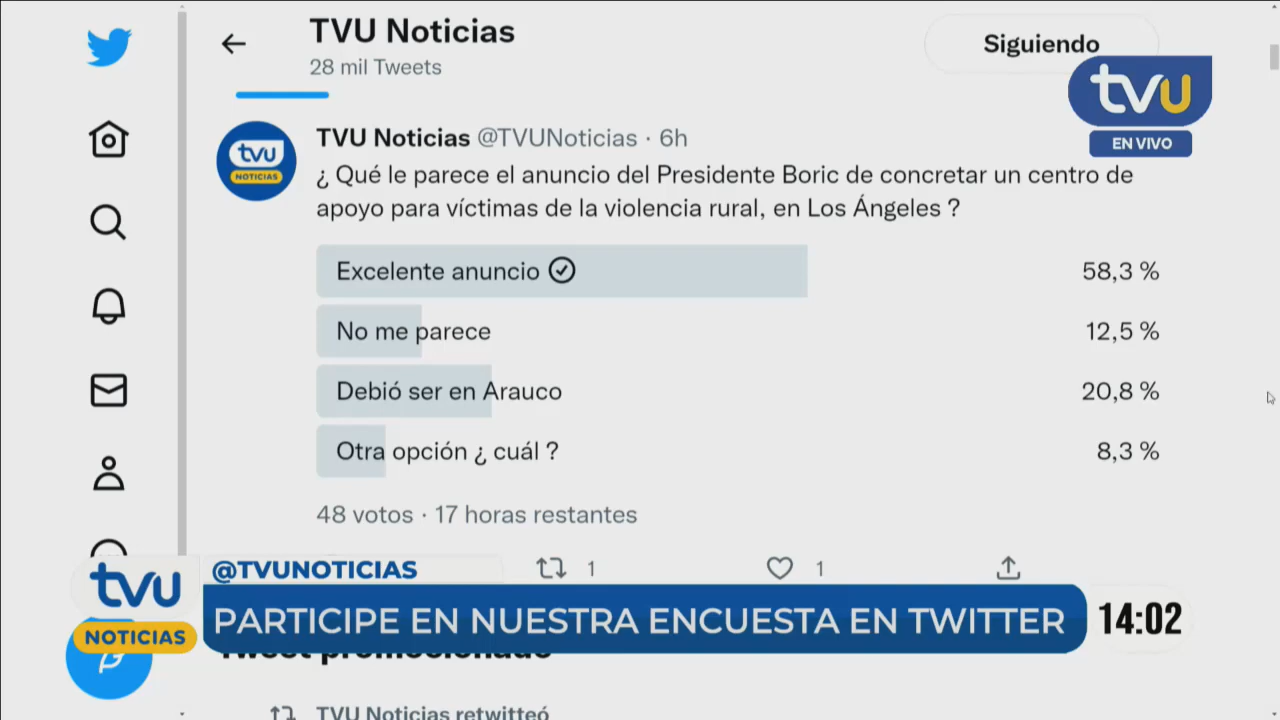 TVU Noticias
28 mil Tweets
Siguiendo
tvu
EN VIVO
tvu
NOTICIAS
TVU Noticias @TVUNoticias · 6h
¿ Qué le parece el anuncio del Presidente Boric de concretar un centro de
apoyo para víctimas de la violencia rural, en Los Ángeles ?
Excelente anuncio 58,3 %
No me parece 12,5 %
Debió ser en Arauco 20,8 %
Otra opción ¿ cuál ? 8,3 %
48 votos · 17 horas restantes
1 1
tvu
NOTICIAS
@TVUNOTICIAS
PARTICIPE EN NUESTRA ENCUESTA EN TWITTER
14:02
Tweet promocionado
TVU Noticias retwitteó